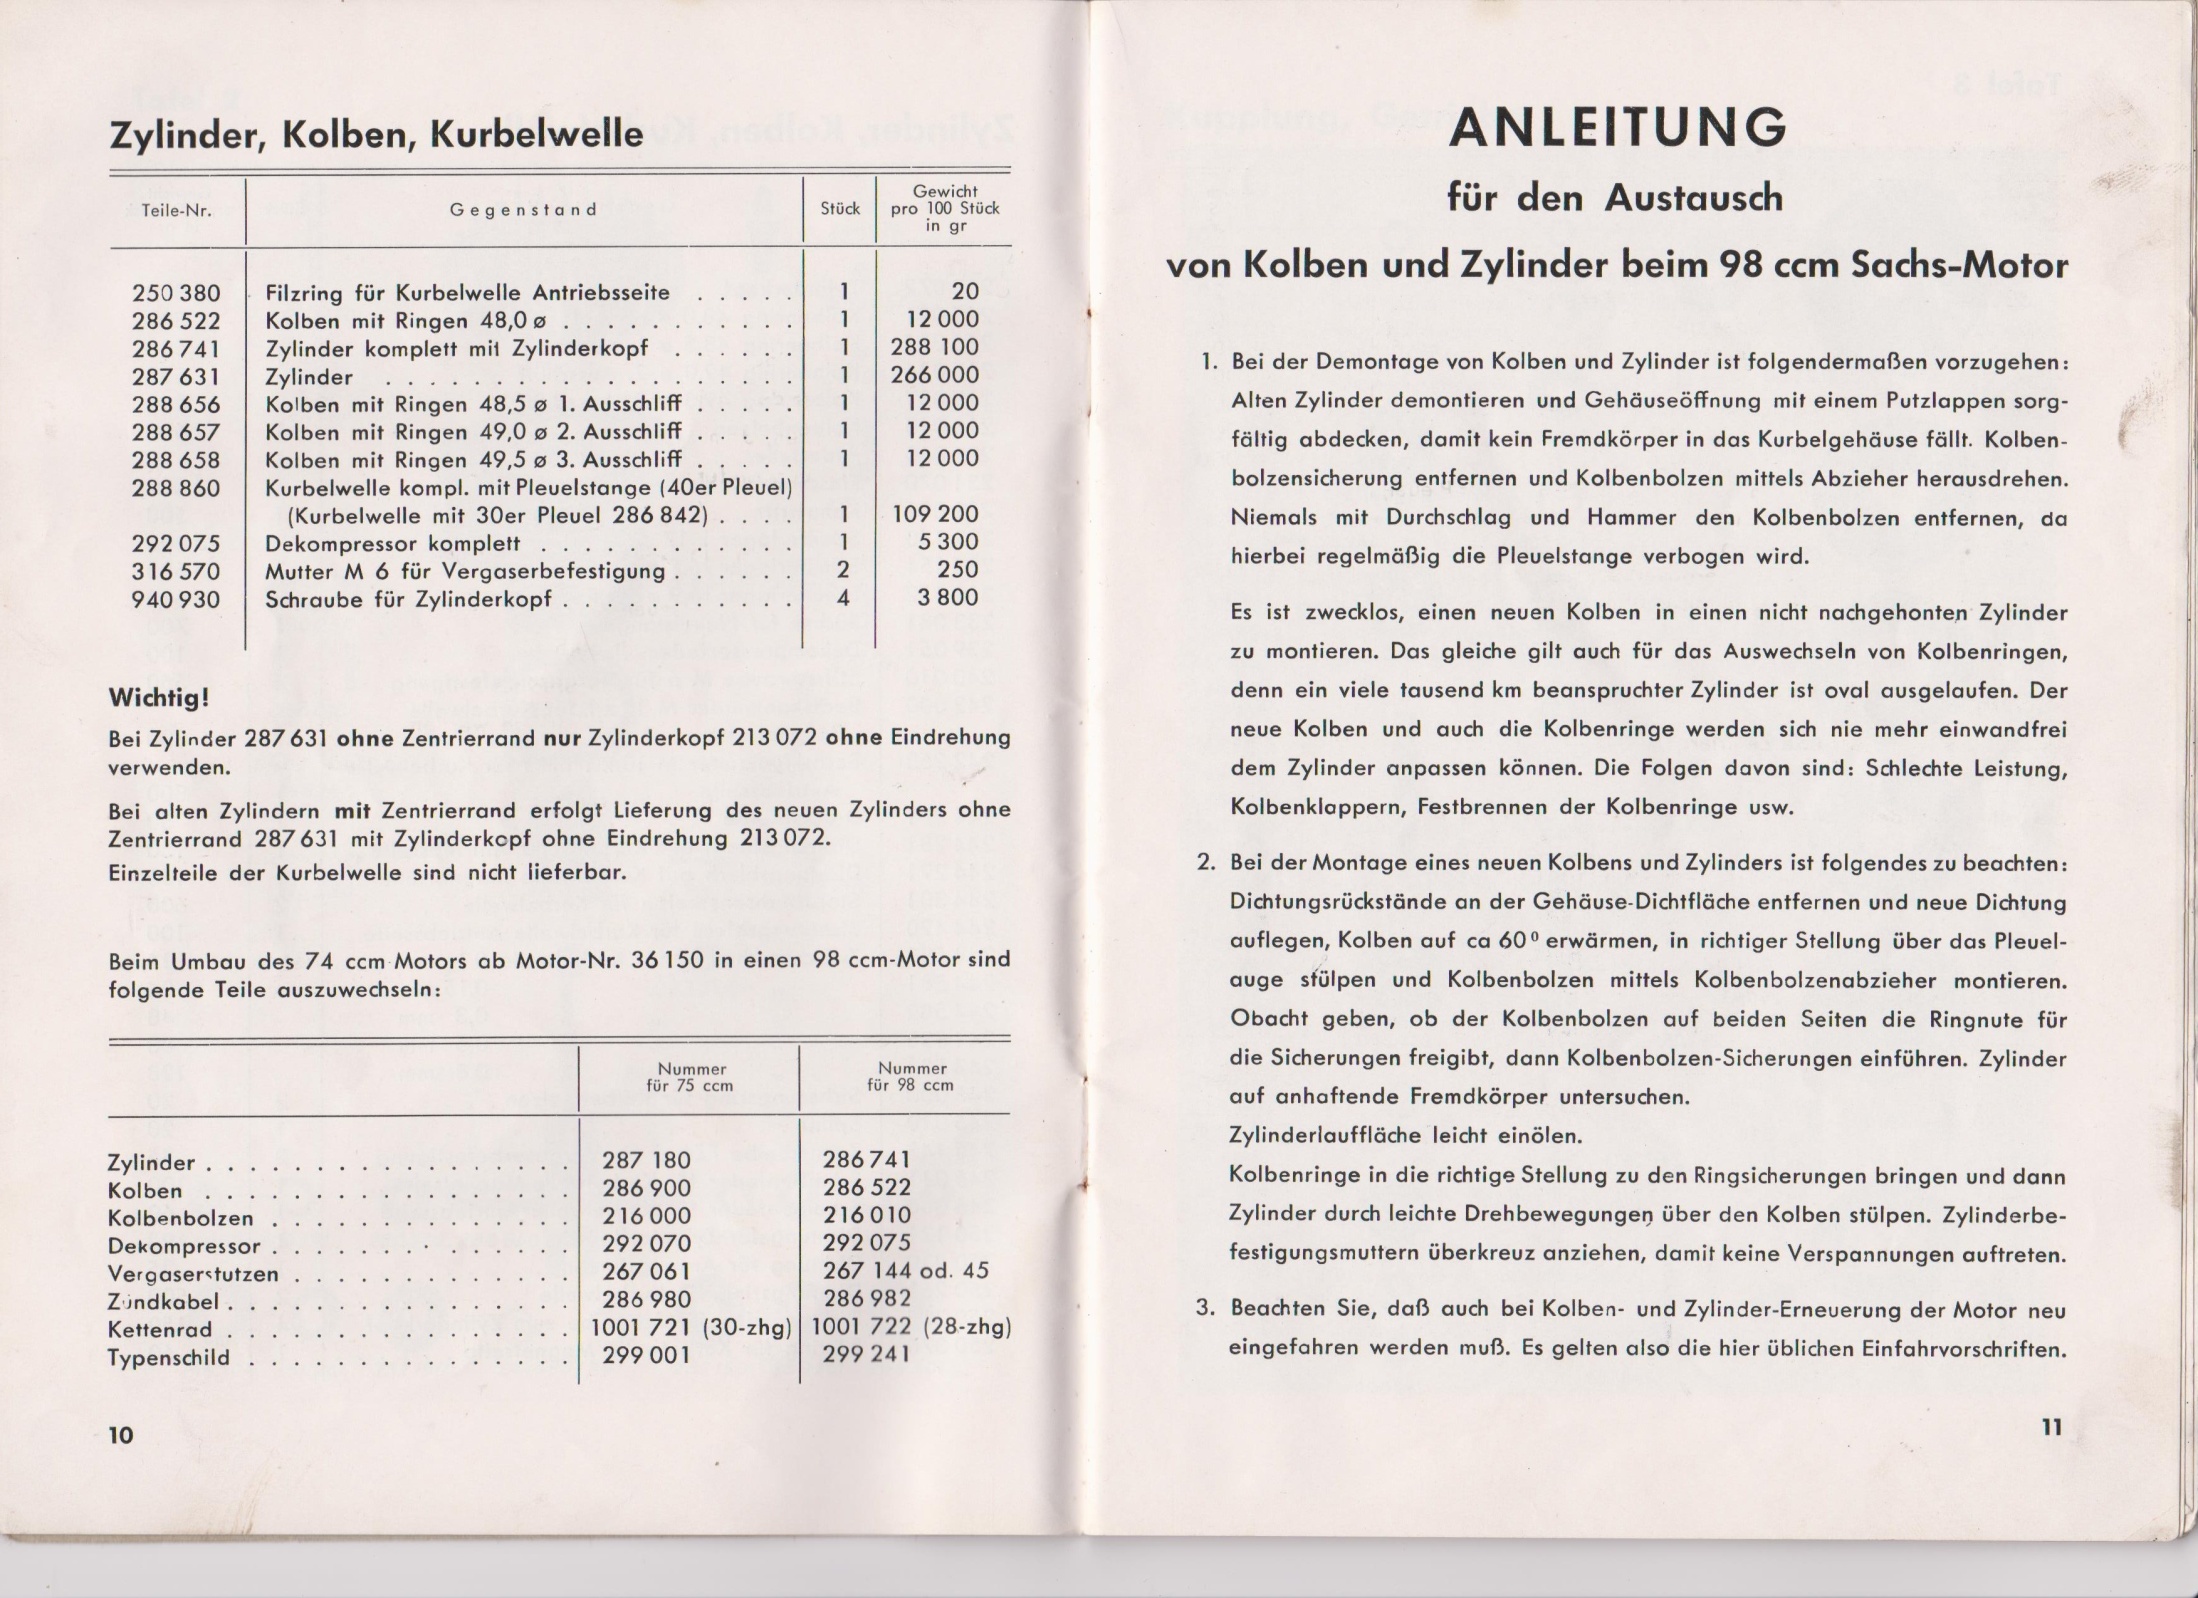 Zylinder, Kolben, Kurbelwelle
Teile-Nr. Gegenstand Stück Gewicht pro 100 Stück in gr
250 380 Filzring für Kurbelwelle Antriebsseite . . . . . 1 20
286 522 Kolben mit Ringen 48,0 ø . . . . . . . . . . . 1 12 000
286 741 Zylinder komplett mit Zylinderkopf . . . . . . 1 288 100
287 631 Zylinder . . . . . . . . . . . . . . . . . . 1 266 000
288 656 Kolben mit Ringen 48,5 ø 1. Ausschliff . . . . . 1 12 000
288 657 Kolben mit Ringen 49,0 ø 2. Ausschliff . . . . . 1 12 000
288 658 Kolben mit Ringen 49,5 ø 3. Ausschliff . . . . . 1 12 000
288 860 Kurbelwelle kompl. mit Pleuelstange (40er Pleuel)
(Kurbelwelle mit 30er Pleuel 286 842) . . . . 1 109 200
292 075 Dekompressor komplett . . . . . . . . . . . . 1 5 300
316 570 Mutter M 6 für Vergaserbefestigung . . . . . . 2 250
940 930 Schraube für Zylinderkopf . . . . . . . . . . . 4 3 800
Wichtig!
Bei Zylinder 287 631 ohne Zentrierrand nur Zylinderkopf 213 072 ohne Eindrehung
verwenden.
Bei alten Zylindern mit Zentrierrand erfolgt Lieferung des neuen Zylinders ohne
Zentrierrand 287 631 mit Zylinderkopf ohne Eindrehung 213 072.
Einzelteile der Kurbelwelle sind nicht lieferbar.
Beim Umbau des 74 ccm Motors ab Motor-Nr. 36 150 in einen 98 ccm-Motor sind
folgende Teile auszuwechseln:
Nummer für 75 ccm Nummer für 98 ccm
Zylinder . . . . . . . . . . . . . . . . . 287 180 286 741
Kolben . . . . . . . . . . . . . . . . . 286 900 286 522
Kolbenbolzen . . . . . . . . . . . . . . 216 000 216 010
Dekompressor . . . . . . . . . . . . . . 292 070 292 075
Vergaserstutzen . . . . . . . . . . . . . 267 061 267 144 od. 45
Zündkabel . . . . . . . . . . . . . . . . 286 980 286 982
Kettenrad . . . . . . . . . . . . . . . . 1001 721 (30-zhg) 1001 722 (28-zhg)
Typenschild . . . . . . . . . . . . . . . 299 001 299 241
10
ANLEITUNG
für den Austausch
von Kolben und Zylinder beim 98 ccm Sachs-Motor
1. Bei der Demontage von Kolben und Zylinder ist folgendermaßen vorzugehen:
Alten Zylinder demontieren und Gehäuseöffnung mit einem Putzlappen sorg-
fältig abdecken, damit kein Fremdkörper in das Kurbelgehäuse fällt. Kolben-
bolzensicherung entfernen und Kolbenbolzen mittels Abzieher herausdrehen.
Niemals mit Durchschlag und Hammer den Kolbenbolzen entfernen, da
hierbei regelmäßig die Pleuelstange verbogen wird.
Es ist zwecklos, einen neuen Kolben in einen nicht nachgehonten Zylinder
zu montieren. Das gleiche gilt auch für das Auswechseln von Kolbenringen,
denn ein viele tausend km beanspruchter Zylinder ist oval ausgelaufen. Der
neue Kolben und auch die Kolbenringe werden sich nie mehr einwandfrei
dem Zylinder anpassen können. Die Folgen davon sind: Schlechte Leistung,
Kolbenklappern, Festbrennen der Kolbenringe usw.
2. Bei der Montage eines neuen Kolbens und Zylinders ist folgendes zu beachten:
Dichtungsrückstände an der Gehäuse-Dichtfläche entfernen und neue Dichtung
auflegen, Kolben auf ca 60⁰ erwärmen, in richtiger Stellung über das Pleuel-
auge stülpen und Kolbenbolzen mittels Kolbenbolzenabzieher montieren.
Obacht geben, ob der Kolbenbolzen auf beiden Seiten die Ringnute für
die Sicherungen freigibt, dann Kolbenbolzen-Sicherungen einführen. Zylinder
auf anhaftende Fremdkörper untersuchen.
Zylinderlauffläche leicht einölen.
Kolbenringe in die richtige Stellung zu den Ringsicherungen bringen und dann
Zylinder durch leichte Drehbewegungen über den Kolben stülpen. Zylinderbe-
festigungsmuttern überkreuz anziehen, damit keine Verspannungen auftreten.
3. Beachten Sie, daß auch bei Kolben- und Zylinder-Erneuerung der Motor neu
eingefahren werden muß. Es gelten also die hier üblichen Einfahrvorschriften.
11